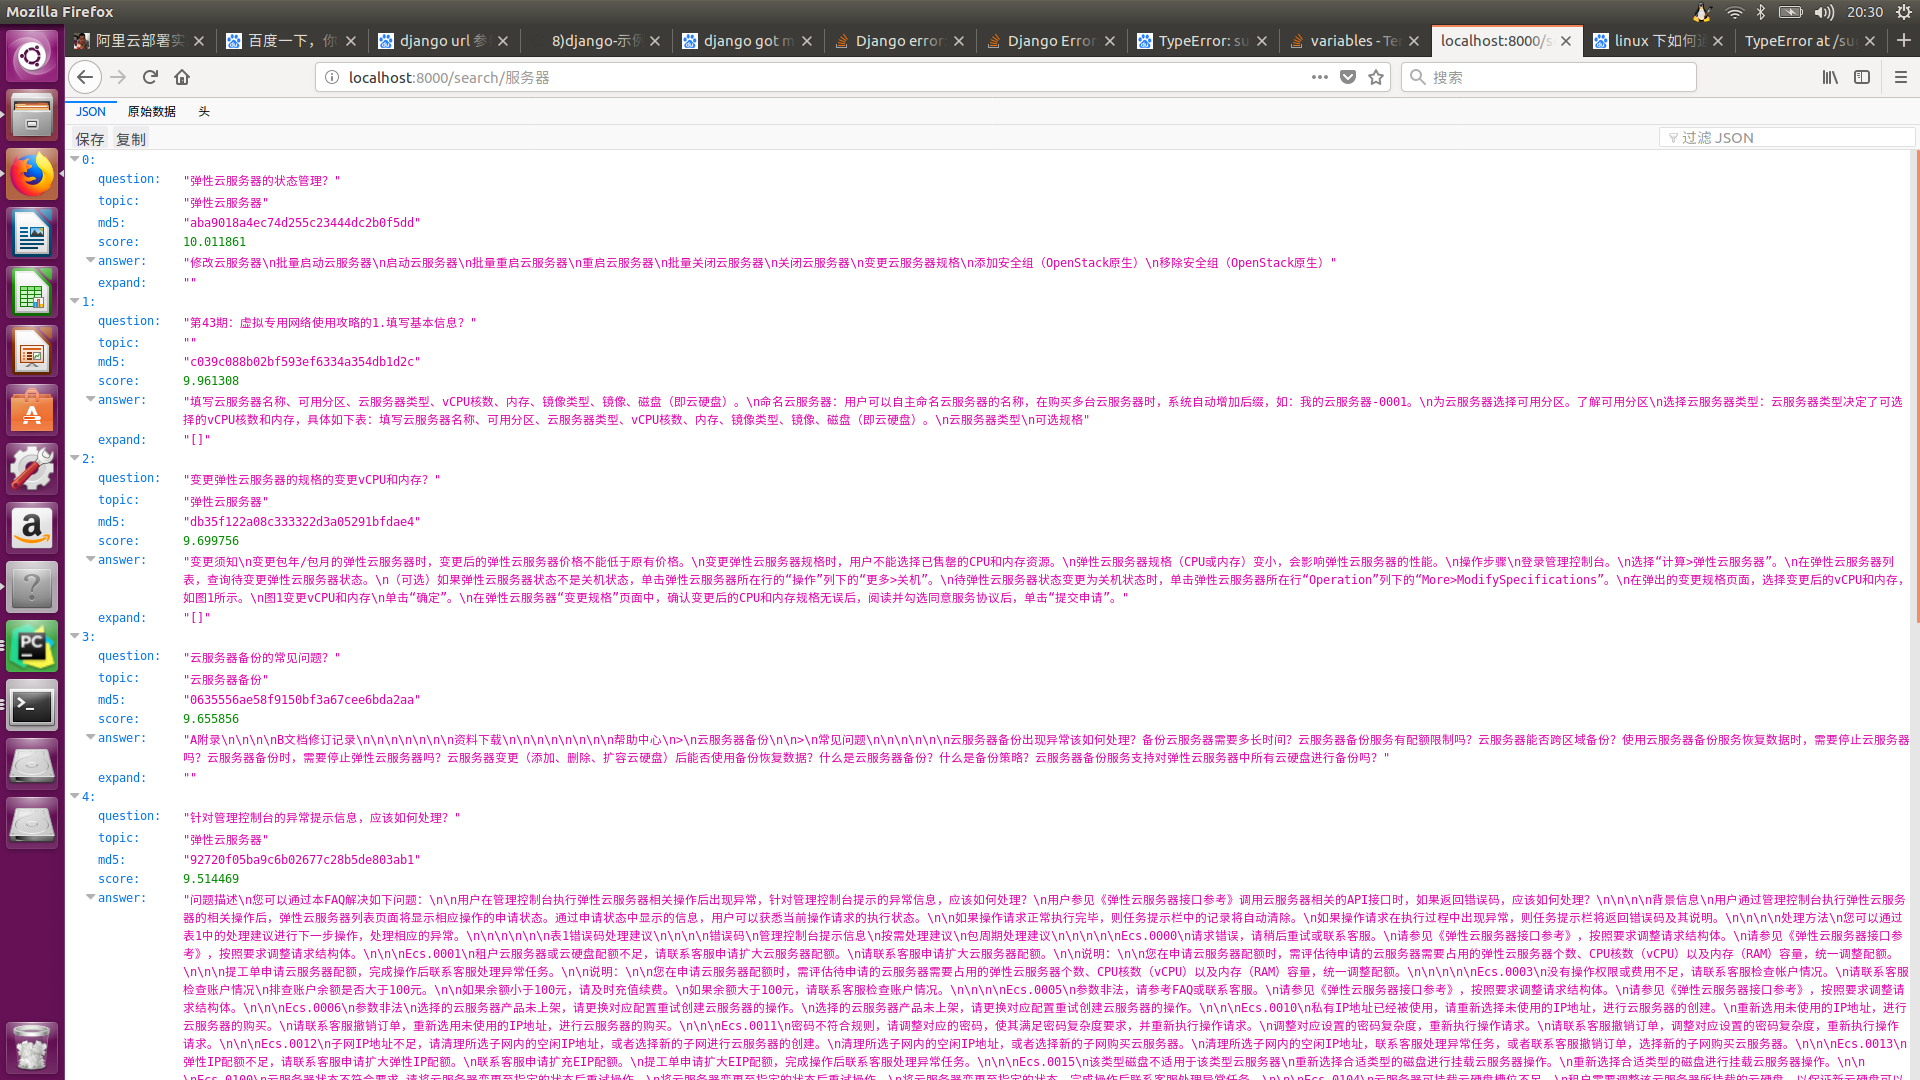 Mozilla Firefox
20:30
阿里云部署实
百度一下，你
django url 参
8)django-示例
django got m
Django error:
Django Error
TypeError: su
variables - Te
localhost:8000/s
linux 下如何
TypeError at /su
localhost:8000/search/服务器
搜索
JSON 原始数据 头
保存 复制
过滤 JSON
0:
question: "弹性云服务器的状态管理？"
topic: "弹性云服务器"
md5: "aba9018a4ec74d255c23444dc2b0f5dd"
score: 10.011861
answer: "修改云服务器\n批量启动云服务器\n启动云服务器\n批量重启云服务器\n重启云服务器\n批量关闭云服务器\n关闭云服务器\n变更云服务器规格\n添加安全组（OpenStack原生）\n移除安全组（OpenStack原生）"
expand: ""
1:
question: "第43期：虚拟专用网络使用攻略的1.填写基本信息？"
topic: ""
md5: "c039c088b02bf593ef6334a354db1d2c"
score: 9.961308
answer: "填写云服务器名称、可用分区、云服务器类型、vCPU核数、内存、镜像类型、镜像、磁盘（即云硬盘）。\n命名云服务器：用户可以自主命名云服务器的名称，在购买多台云服务器时，系统自动增加后缀，如：我的云服务器-0001。\n为云服务器选择可用分区。了解可用分区\n选择云服务器类型：云服务器类型决定了可选
择的vCPU核数和内存，具体如下表：填写云服务器名称、可用分区、云服务器类型、vCPU核数、内存、镜像类型、镜像、磁盘（即云硬盘）。\n云服务器类型\n可选规格"
expand: "[]"
2:
question: "变更弹性云服务器的规格的变更vCPU和内存？"
topic: "弹性云服务器"
md5: "db35f122a08c333322d3a05291bfdae4"
score: 9.699756
answer: "变更须知\n变更包年/包月的弹性云服务器时，变更后的弹性云服务器价格不能低于原有价格。\n变更弹性云服务器规格时，用户不能选择已售罄的CPU和内存资源。\n弹性云服务器规格（CPU或内存）变小，会影响弹性云服务器的性能。\n操作步骤\n登录管理控制台。\n选择“计算>弹性云服务器”。\n在弹性云服务器列
表，查询待变更弹性云服务器状态。\n（可选）如果弹性云服务器状态不是关机状态，单击弹性云服务器所在行的“操作”列下的“更多>关机”。\n待弹性云服务器状态变更为关机状态时，单击弹性云服务器所在行“Operation”列下的“More>ModifySpecifications”。\n在弹出的变更规格页面，选择变更后的vCPU和内存，
如图1所示。\n图1变更vCPU和内存\n单击“确定”。\n在弹性云服务器“变更规格”页面中，确认变更后的CPU和内存规格无误后，阅读并勾选同意服务协议后，单击“提交申请”。"
expand: "[]"
3:
question: "云服务器备份的常见问题？"
topic: "云服务器备份"
md5: "0635556ae58f9150bf3a67cee6bda2aa"
score: 9.655856
answer: "A附录\n\n\n\nB文档修订记录\n\n\n\n\n\n\n资料下载\n\n\n\n\n\n\n\n帮助中心\n>\n云服务器备份\n\n>\n常见问题\n\n\n\n\n\n云服务器备份出现异常该如何处理？备份云服务器需要多长时间？云服务器备份服务有配额限制吗？云服务器能否跨区域备份？使用云服务器备份服务恢复数据时，需要停止云服务器
吗？云服务器备份时，需要停止弹性云服务器吗？云服务器变更（添加、删除、扩容云硬盘）后能否使用备份恢复数据？什么是云服务器备份？什么是备份策略？云服务器备份服务支持对弹性云服务器中所有云硬盘进行备份吗？"
expand: ""
4:
question: "针对管理控制台的异常提示信息，应该如何处理？"
topic: "弹性云服务器"
md5: "92720f05ba9c6b02677c28b5de803ab1"
score: 9.514469
answer: "问题描述\n您可以通过本FAQ解决如下问题：\n\n用户在管理控制台执行弹性云服务器相关操作后出现异常，针对管理控制台提示的异常信息，应该如何处理？\n用户参见《弹性云服务器接口参考》调用云服务器相关的API接口时，如果返回错误码，应该如何处理？\n\n\n\n背景信息\n用户通过管理控制台执行弹性云服务
器的相关操作后，弹性云服务器列表页面将显示相应操作的申请状态。通过申请状态中显示的信息，用户可以获悉当前操作请求的执行状态。\n\n如果操作请求正常执行完毕，则任务提示栏中的记录将自动清除。\n如果操作请求在执行过程中出现异常，则任务提示栏将返回错误码及其说明。\n\n\n\n处理方法\n您可以通过
表1中的处理建议进行下一步操作，处理相应的异常。\n\n\n\n\n\n表1错误码处理建议\n\n\n\n错误码\n管理控制台提示信息\n按需处理建议\n包周期处理建议\n\n\n\n\nEcs.0000\n请求错误，请稍后重试或联系客服。\n请参见《弹性云服务器接口参考》，按照要求调整请求结构体。\n请参见《弹性云服务器接口参
考》，按照要求调整请求结构体。\n\n\nEcs.0001\n租户云服务器或云硬盘配额不足，请联系客服申请扩大云服务器配额。\n请联系客服申请扩大云服务器配额。\n\n说明：\n\n您在申请云服务器配额时，需评估待申请的云服务器需要占用的弹性云服务器个数、CPU核数（vCPU）以及内存（RAM）容量，统一调整配额。
\n\n\n提工单申请云服务器配额，完成操作后联系客服处理异常任务。\n\n说明：\n\n您在申请云服务器配额时，需评估待申请的云服务器需要占用的弹性云服务器个数、CPU核数（vCPU）以及内存（RAM）容量，统一调整配额。\n\n\n\n\nEcs.0003\n没有操作权限或费用不足，请联系客服检查帐户情况。\n请联系客服
检查账户情况\n排查账户余额是否大于100元。\n\n如果余额小于100元，请及时充值续费。\n如果余额大于100元，请联系客服检查账户情况。\n\n\n\nEcs.0005\n参数非法，请参考FAQ或联系客服。\n请参见《弹性云服务器接口参考》，按照要求调整请求结构体。\n请参见《弹性云服务器接口参考》，按照要求调整请
求结构体。\n\n\nEcs.0006\n参数非法\n选择的云服务器产品未上架，请更换对应配置重试创建云服务器的操作。\n选择的云服务器产品未上架，请更换对应配置重试创建云服务器的操作。\n\n\nEcs.0010\n私有IP地址已经被使用，请重新选择未使用的IP地址，进行云服务器的创建。\n重新选用未使用的IP地址，进行
云服务器的购买。\n请联系客服撤销订单，重新选用未使用的IP地址，进行云服务器的购买。\n\n\nEcs.0011\n密码不符合规则，请调整对应的密码，使其满足密码复杂度要求，并重新执行操作请求。\n调整对应设置的密码复杂度，重新执行操作请求。\n请联系客服撤销订单，调整对应设置的密码复杂度，重新执行操作
请求。\n\n\nEcs.0012\n子网IP地址不足，请清理所选子网内的空闲IP地址，或者选择新的子网进行云服务器的创建。\n清理所选子网内的空闲IP地址，或者选择新的子网购买云服务器。\n清理所选子网内的空闲IP地址，联系客服处理异常任务，或者联系客服撤销订单，选择新的子网购买云服务器。\n\n\nEcs.0013\n
弹性IP配额不足，请联系客服申请扩大弹性IP配额。\n联系客服申请扩充EIP配额。\n提工单申请扩大EIP配额，完成操作后联系客服处理异常任务。\n\n\nEcs.0015\n该类型磁盘不适用于该类型云服务器\n重新选择合适类型的磁盘进行挂载云服务器操作。\n重新选择合适类型的磁盘进行挂载云服务器操作。\n\n